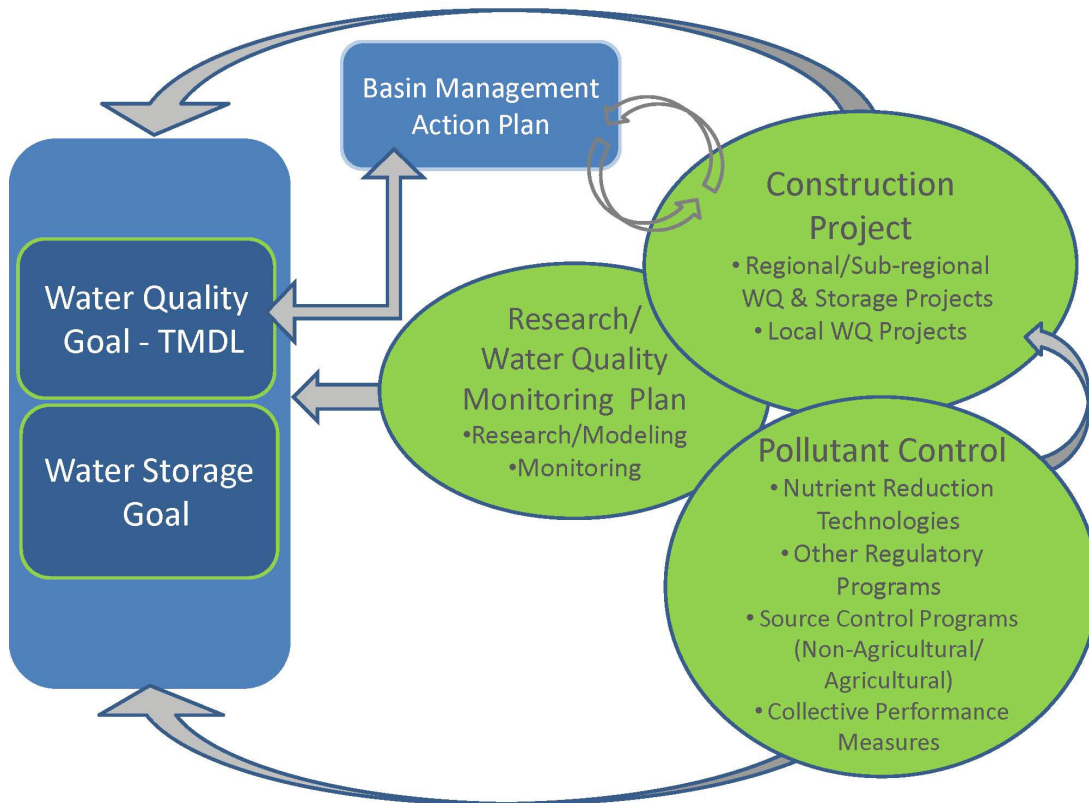 Basin Management
Action Plan
Water Quality
Goal - TMDL
Water Storage
Goal
Research/
Water Quality
Monitoring Plan
•Research/Modeling
•Monitoring
Construction
Project
• Regional/Sub-regional
WQ & Storage Projects
• Local WQ Projects
Pollutant Control
• Nutrient Reduction
Technologies
• Other Regulatory
Programs
• Source Control Programs
(Non-Agricultural/
Agricultural)
• Collective Performance
Measures